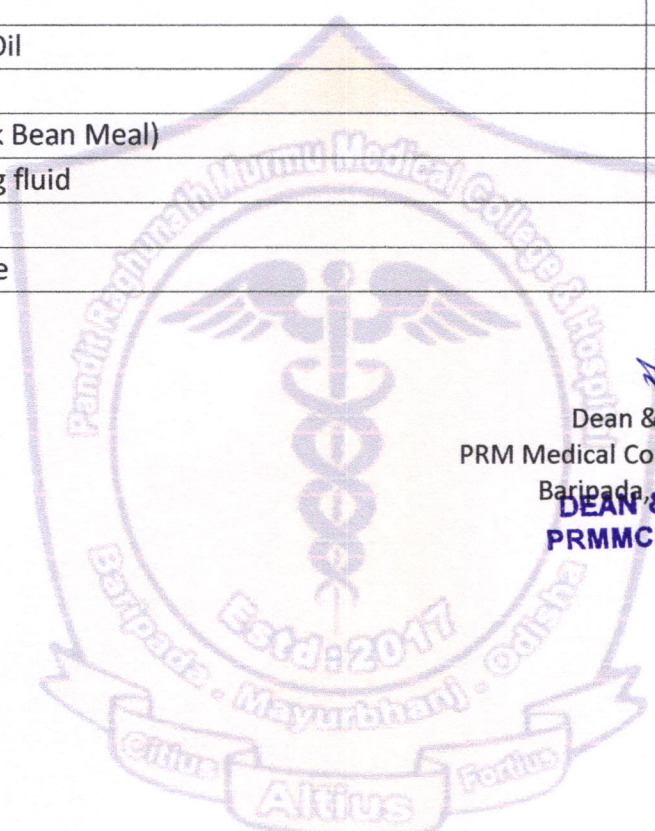 Oil
k Bean Meal)
g fluid
e
Pandit Raghunath Murmu Medical College & Hospital
Dean &
PRM Medical Co
Baripada,
DEAN &
PRMMC
Estd : 2017
Baripada - Mayurbhanj - Odisha
Citius
Altius
Fortius